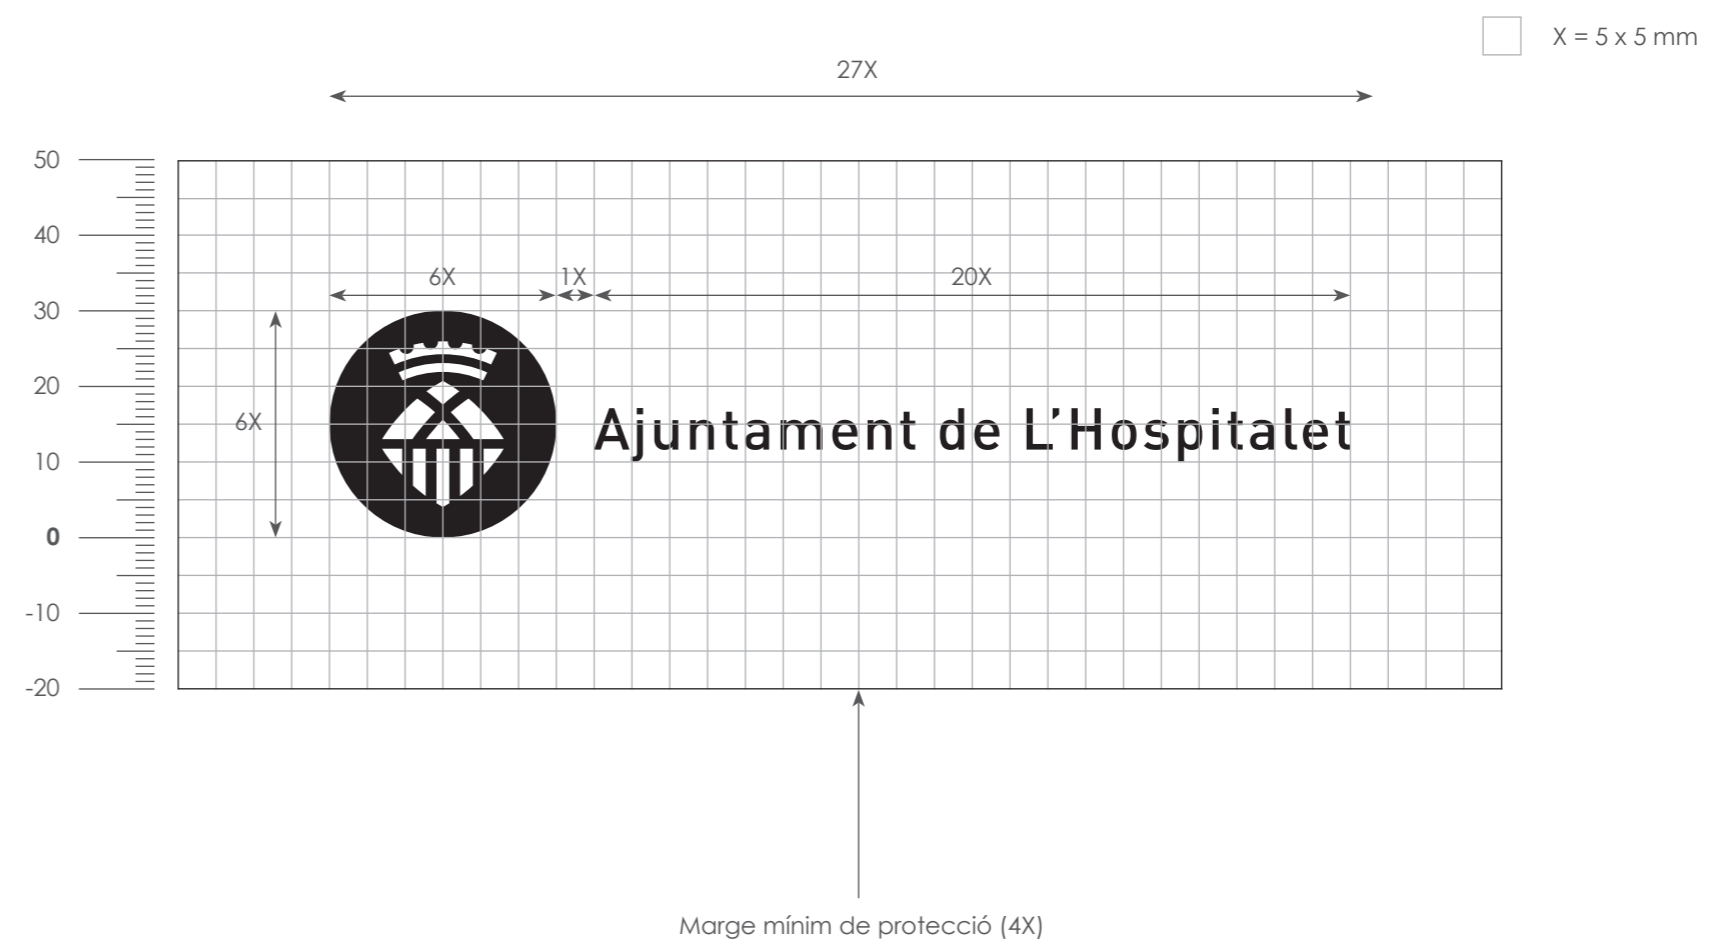 X = 5 x 5 mm
27X
50
40
6X 1X 20X
30
20
6X
Ajuntament de L’Hospitalet
10
0
-10
-20
Marge mínim de protecció (4X)